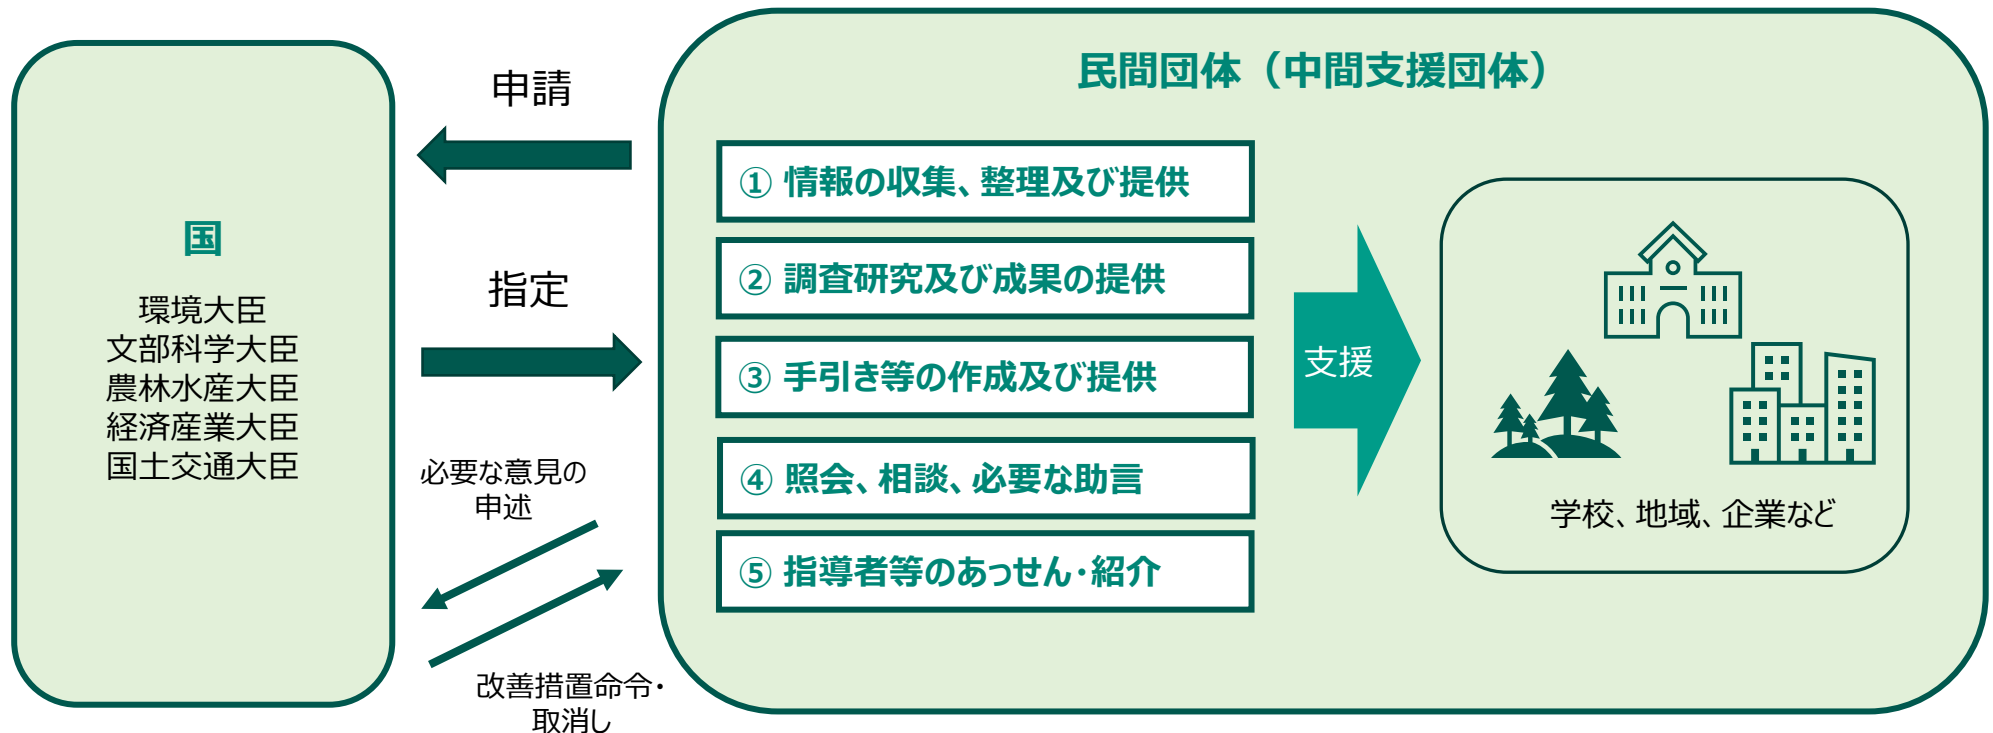 国
環境大臣
文部科学大臣
農林水産大臣
経済産業大臣
国土交通大臣
申請
指定
必要な意見の
申述
改善措置命令・
取消し
民間団体（中間支援団体）
① 情報の収集、整理及び提供
② 調査研究及び成果の提供
③ 手引き等の作成及び提供
④ 照会、相談、必要な助言
⑤ 指導者等のあっせん・紹介
支援
学校、地域、企業など